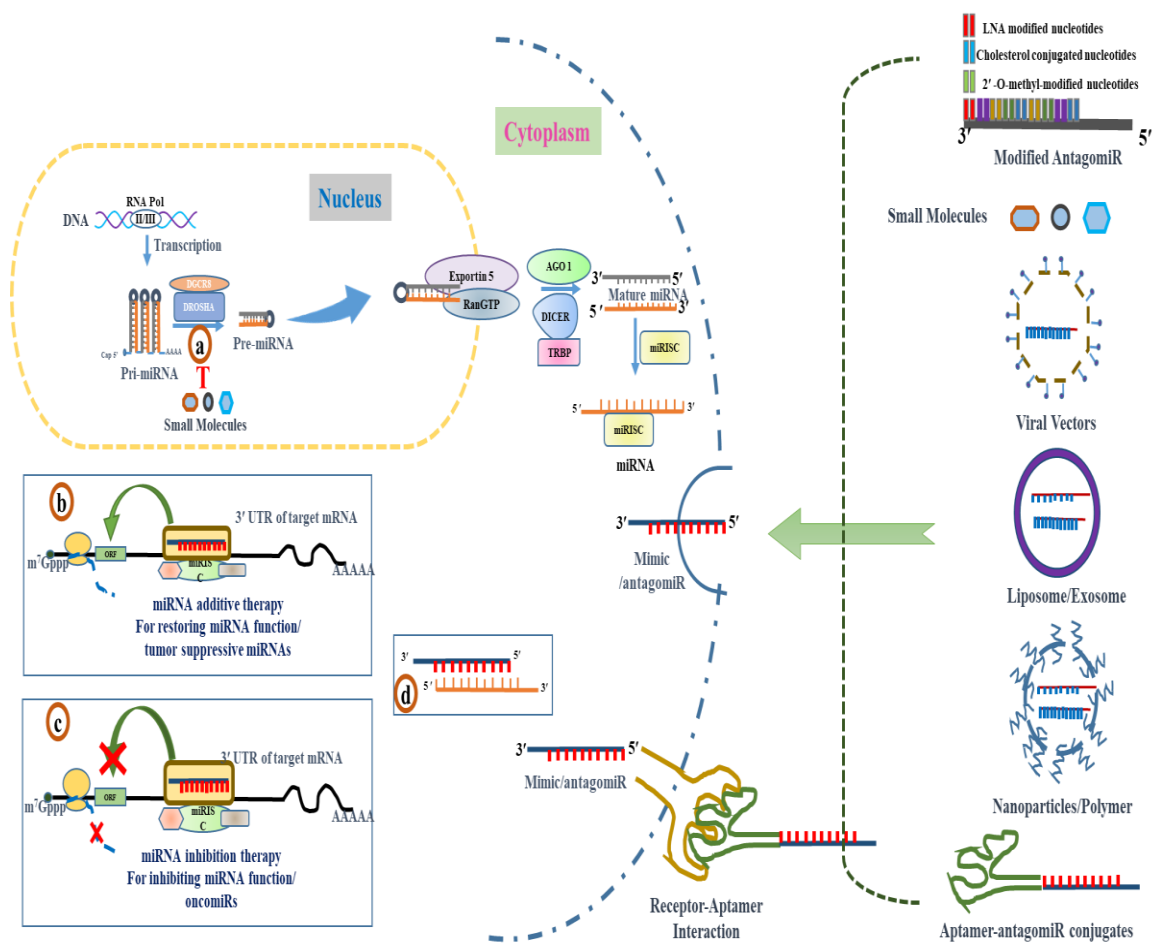 LNA modified nucleotides
Cholesterol conjugated nucleotides
2′-O-methyl-modified nucleotides
3′
5′
Modified AntagomiR
Small Molecules
Viral Vectors
Liposome/Exosome
Nanoparticles/Polymer
Aptamer-antagomiR conjugates
Cytoplasm
Nucleus
RNA Pol
DNA
II/III
Transcription
DGCR8
DROSHA
Cap 5'
AAAA
Pri-miRNA
Pre-miRNA
a
T
Small Molecules
Exportin 5
RanGTP
AGO 1
DICER
TRBP
3′
5′
Mature miRNA
5′
3′
miRISC
5′
3′
miRISC
miRNA
3′
5′
Mimic
/antagomiR
b
3′ UTR of target mRNA
m⁷Gppp
ORF
miRIS
C
AAAAA
miRNA additive therapy
For restoring miRNA function/
tumor suppressive miRNAs
c
3′ UTR of target mRNA
m⁷Gppp
ORF
miRIS
C
AAAAA
miRNA inhibition therapy
For inhibiting miRNA function/
oncomiRs
d
3′
5′
5′
3′
3′
5′
Mimic/antagomiR
Receptor-Aptamer
Interaction